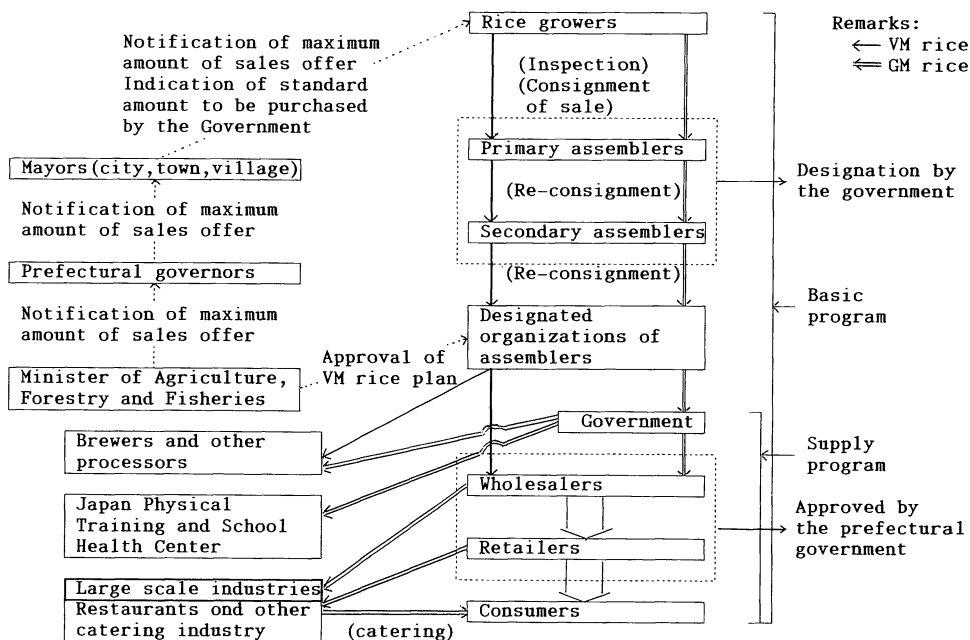 Rice growers
Remarks:
VM rice
GM rice
Notification of maximum
amount of sales offer
Indication of standard
amount to be purchased
by the Government
(Inspection)
(Consignment
of sale)
Primary assemblers
Mayors(city,town,village)
Designation by
the government
(Re-consignment)
Notification of maximum
amount of sales offer
Secondary assemblers
Prefectural governors
(Re-consignment)
Basic
program
Notification of maximum
amount of sales offer
Designated
organizations of
assemblers
Approval of
VM rice plan
Minister of Agriculture,
Forestry and Fisheries
Government
Brewers and other
processors
Supply
program
Wholesalers
Japan Physical
Training and School
Health Center
Approved by
the prefectural
government
Retailers
Large scale industries
Restaurants ond other
catering industry
(catering)
Consumers